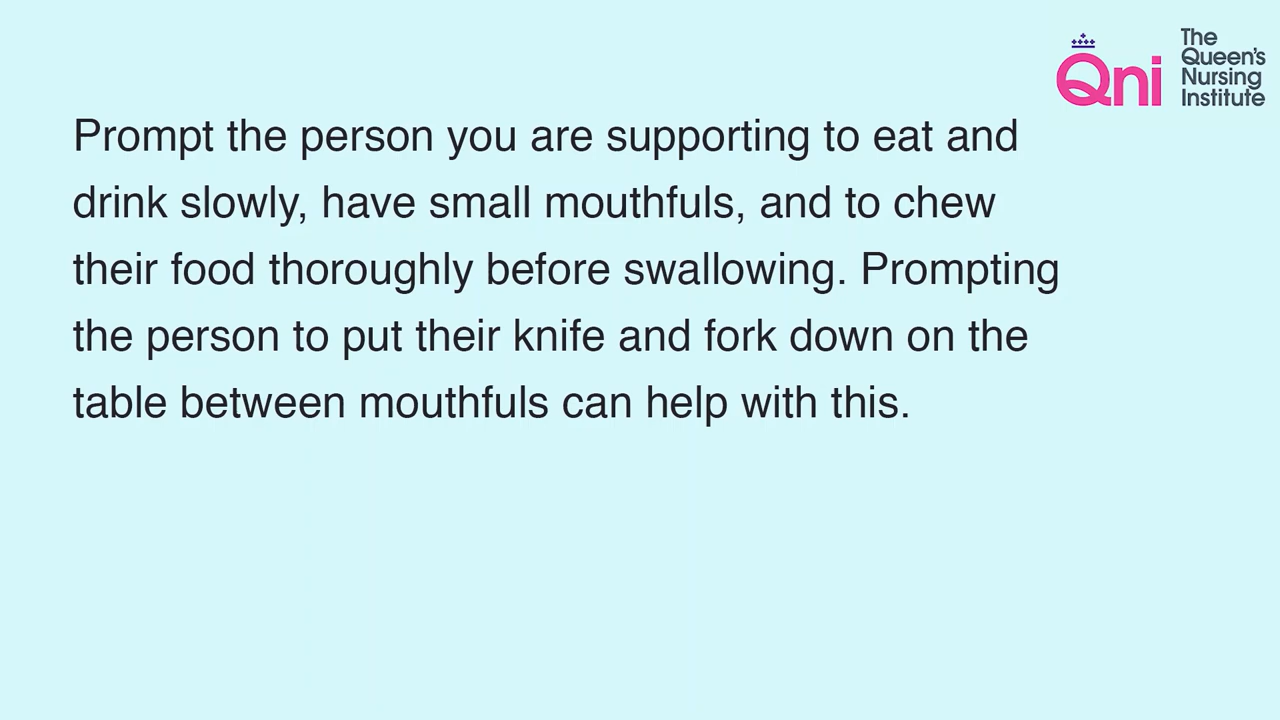 Qni
The
Queen's
Nursing
Institute
Prompt the person you are supporting to eat and
drink slowly, have small mouthfuls, and to chew
their food thoroughly before swallowing. Prompting
the person to put their knife and fork down on the
table between mouthfuls can help with this.